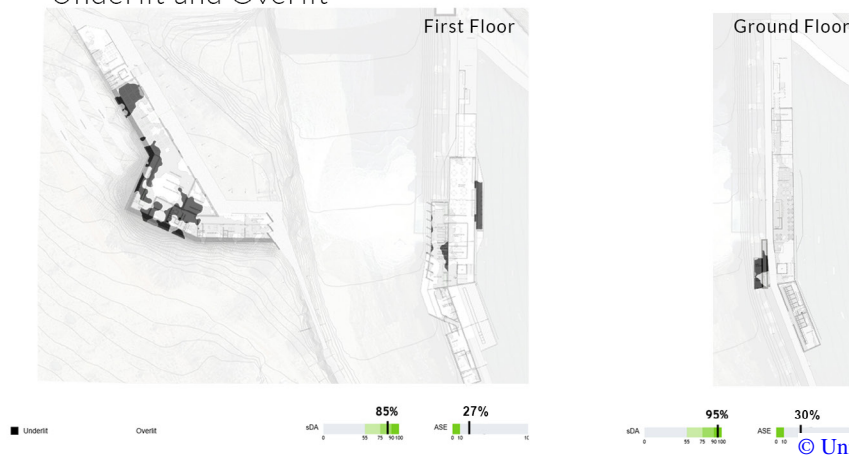 Underlit and Overlit
First Floor
Ground Floor
85%
27%
95%
30%
sDA
0 55 75 90 100
ASE
0 10
sDA
0 55 75 90 100
ASE
0 10
Underlit
Overlit
© Un